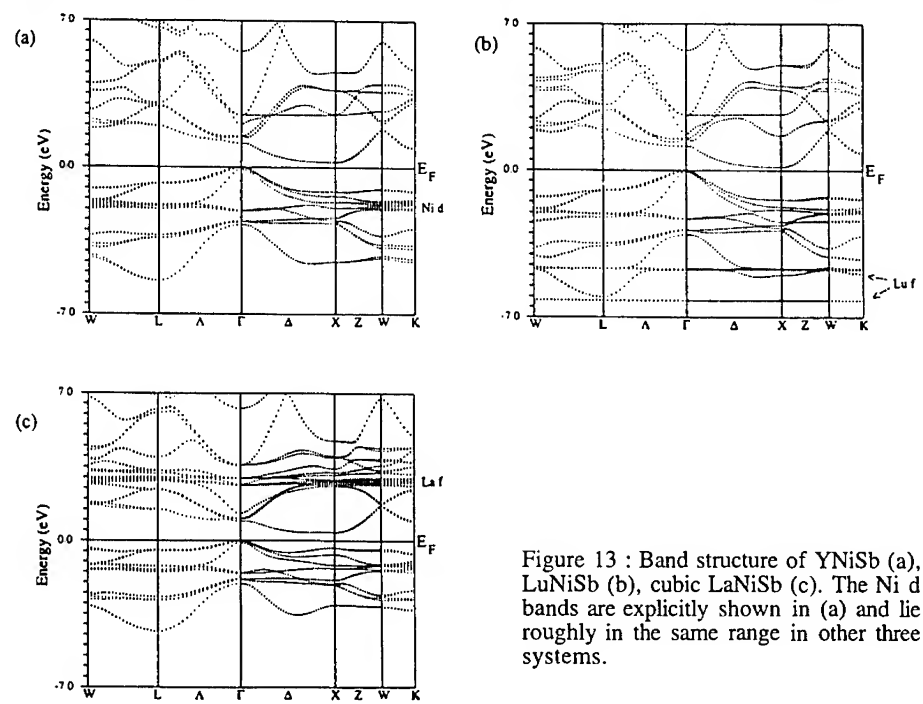 (a)
7.0
Energy (eV)
0.0
-7.0
W L Λ Γ Δ X Z W K
E F
Ni d
(b)
7.0
Energy (eV)
0.0
-7.0
W L Λ Γ Δ X Z W K
E F
Lu f
(c)
7.0
Energy (eV)
0.0
-7.0
W L Λ Γ Δ X Z W K
La f
E F
Figure 13 : Band structure of YNiSb (a),
LuNiSb (b), cubic LaNiSb (c). The Ni d
bands are explicitly shown in (a) and lie
roughly in the same range in other three
systems.